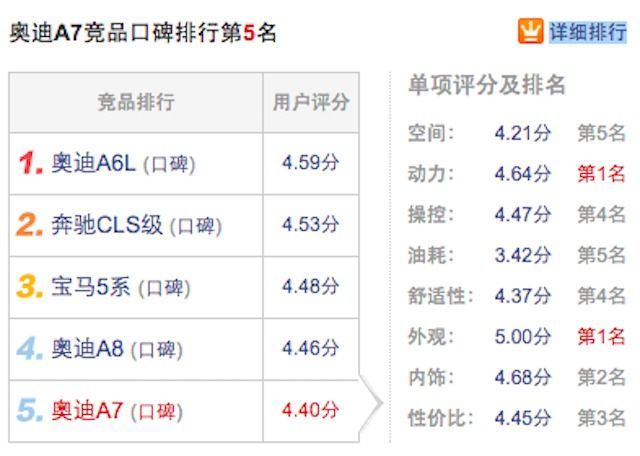 奥迪A7竞品口碑排行第5名
详细排行
竞品排行 用户评分
1. 奥迪A6L (口碑) 4.59分
2. 奔驰CLS级 (口碑) 4.53分
3. 宝马5系 (口碑) 4.48分
4. 奥迪A8 (口碑) 4.46分
5. 奥迪A7 (口碑) 4.40分
单项评分及排名
空间: 4.21分 第5名
动力: 4.64分 第1名
操控: 4.47分 第4名
油耗: 3.42分 第5名
舒适性: 4.37分 第4名
外观: 5.00分 第1名
内饰: 4.68分 第2名
性价比: 4.45分 第3名